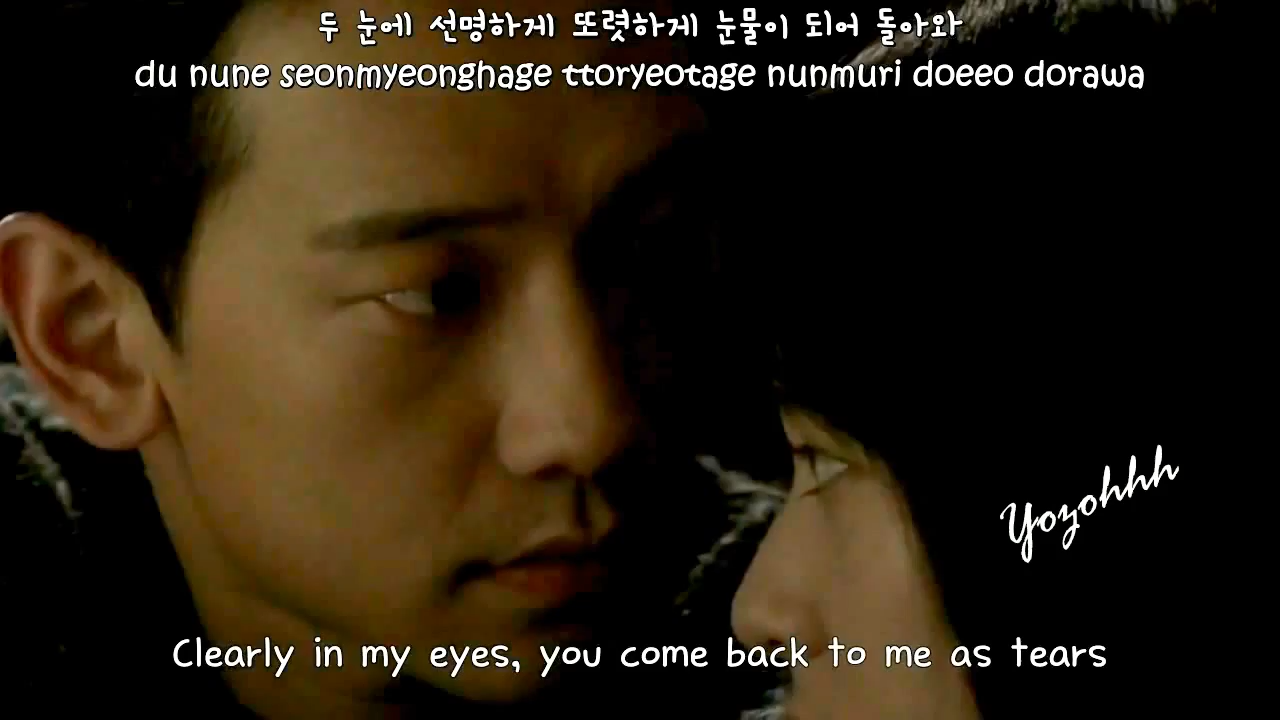 두 눈에 선명하게 또렷하게 눈물이 되어 돌아와
du nune seonmyeonghage ttoryeotage nunmuri doeeo dorawa
Yozohhh
Clearly in my eyes, you come back to me as tears